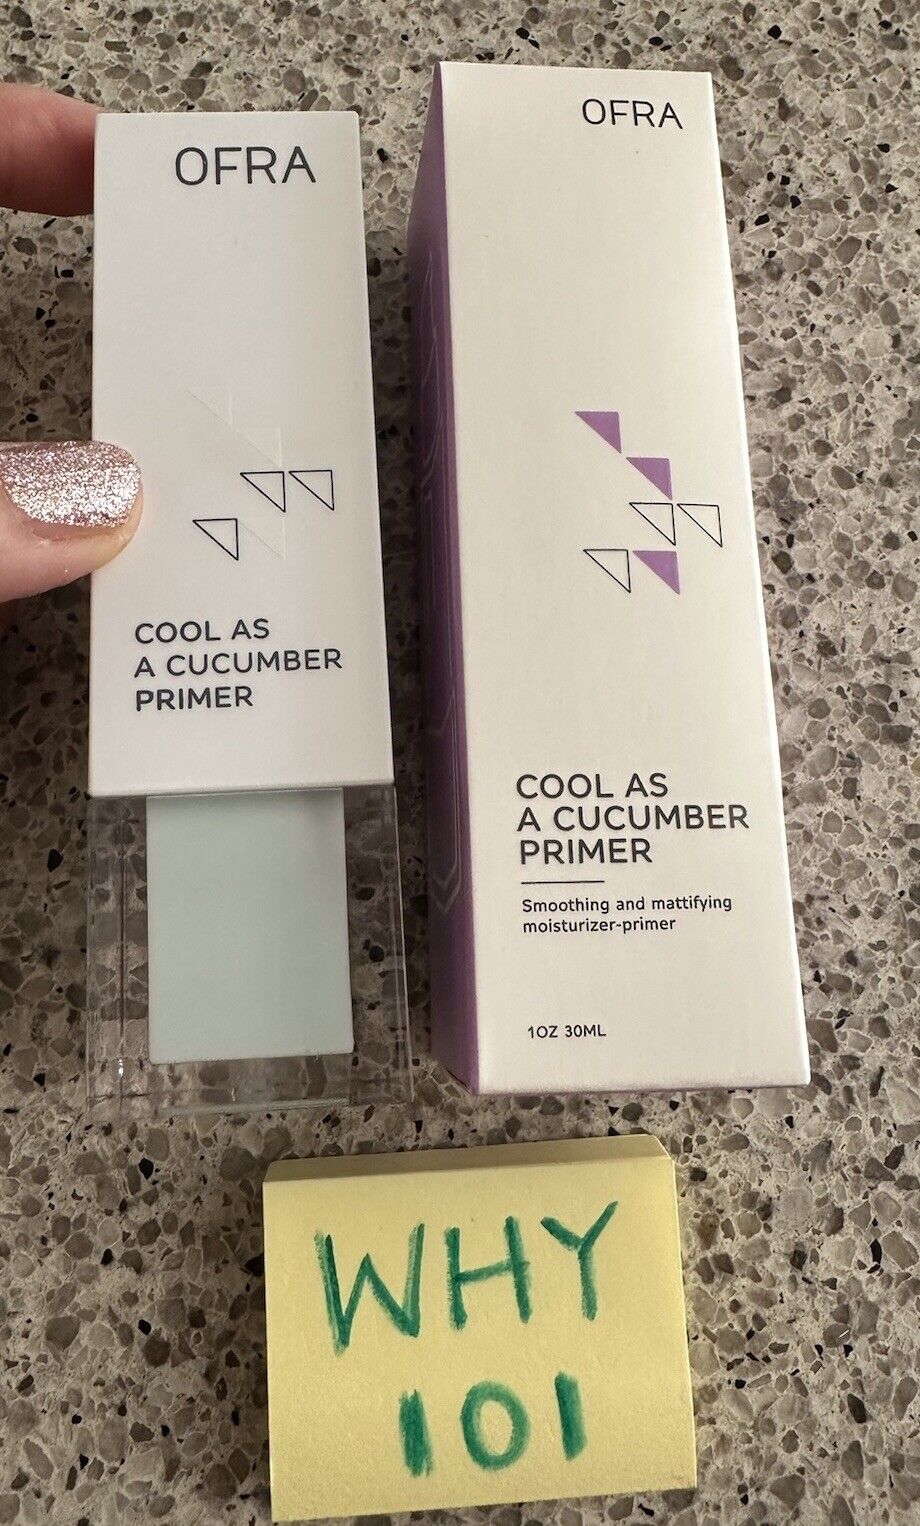 OFRA
COOL AS
A CUCUMBER
PRIMER
OFRA
COOL AS
A CUCUMBER
PRIMER
Smoothing and mattifying
moisturizer-primer
1OZ 30ML
WHY
101